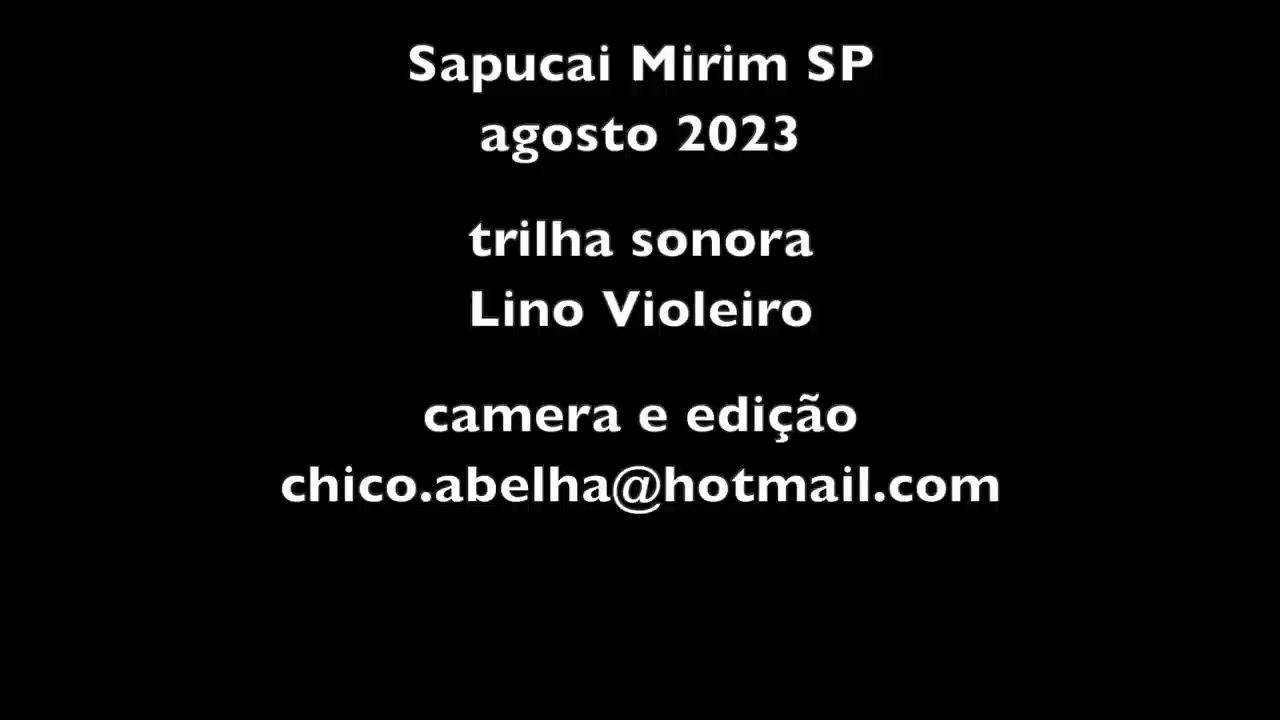 Sapucai Mirim SP
agosto 2023
trilha sonora
Lino Violeiro
camera e edição
chico.abelha@hotmail.com